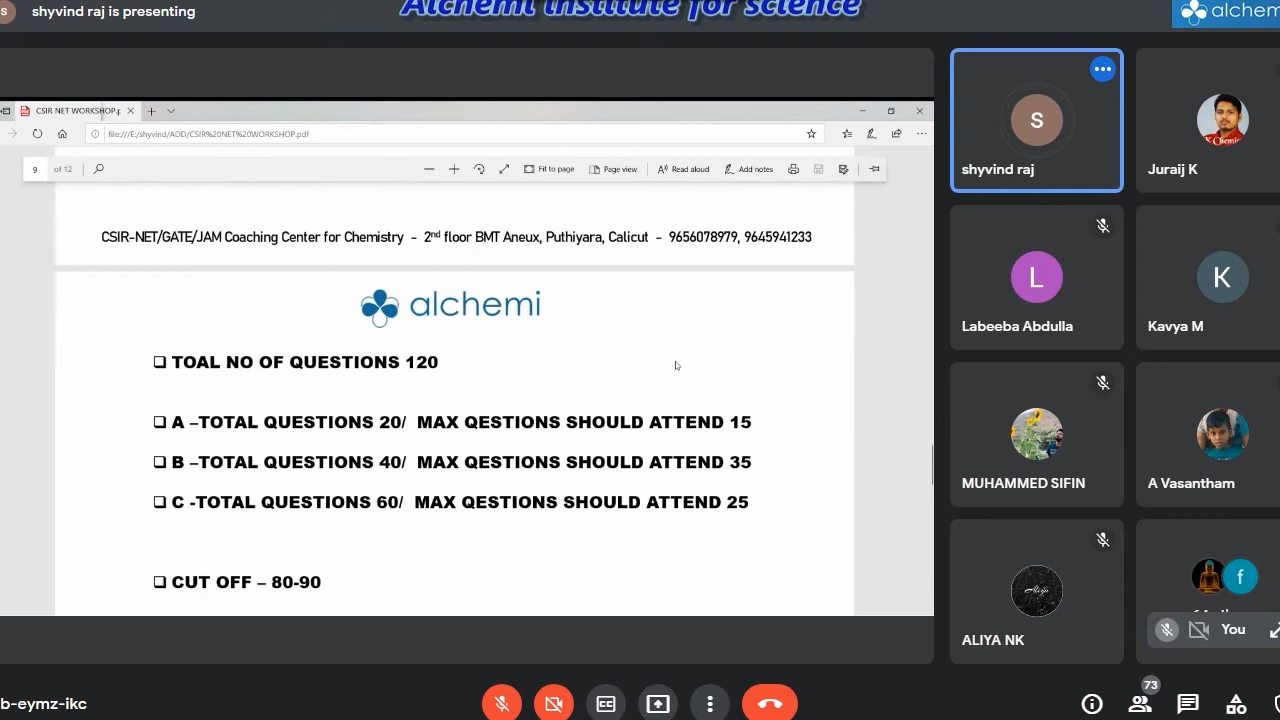 s
shyvind raj is presenting
Alchemi institute for science
alchem
CSIR NET WORKSHOP.p
file:///E:/shyvind/ADD/CSIR%20NET%20WORKSHOP.pdf
9 of 12
Fit to page
Page view
Read aloud
Add notes
CSIR-NET/GATE/JAM Coaching Center for Chemistry - 2nd floor BMT Aneux, Puthiyara, Calicut - 9656078979, 9645941233
alchemi
❑ TOAL NO OF QUESTIONS 120
❑ A –TOTAL QUESTIONS 20/ MAX QESTIONS SHOULD ATTEND 15
❑ B –TOTAL QUESTIONS 40/ MAX QESTIONS SHOULD ATTEND 35
❑ C -TOTAL QUESTIONS 60/ MAX QESTIONS SHOULD ATTEND 25
❑ CUT OFF – 80-90
s
shyvind raj
Juraij K
L
Labeeba Abdulla
K
Kavya M
MUHAMMED SIFIN
A Vasantham
ALIYA NK
f
You
b-eymz-ikc
CC
73